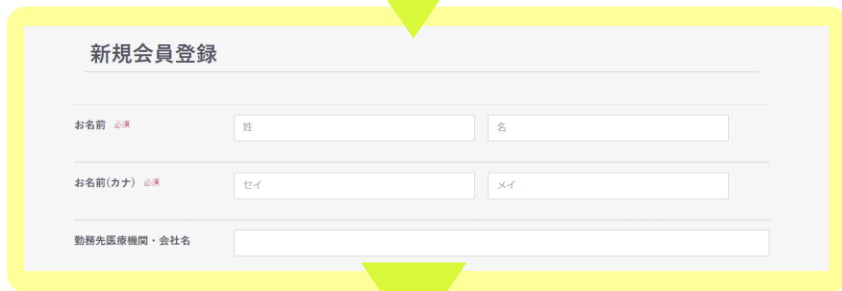 新規会員登録
お名前 必須 姓 名
お名前(カナ) 必須 セイ メイ
勤務先医療機関・会社名